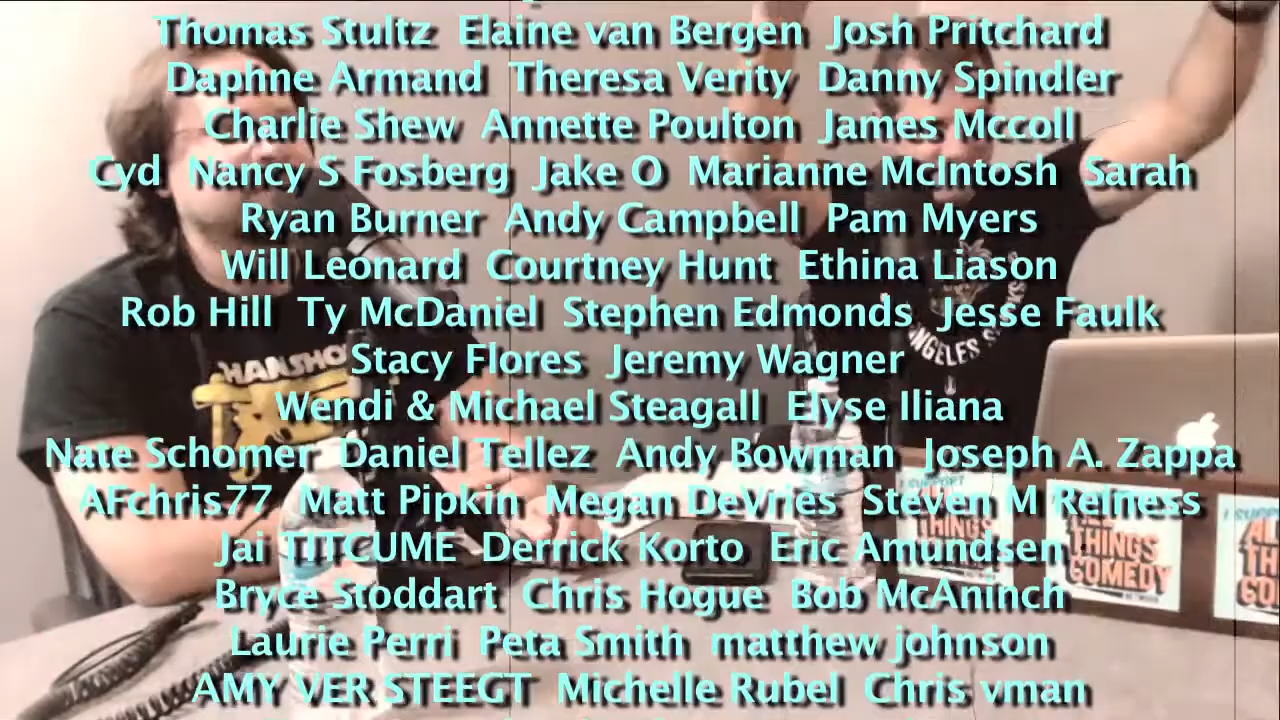 Thomas Stultz Elaine van Bergen Josh Pritchard
Daphne Armand Theresa Verity Danny Spindler
Charlie Shew Annette Poulton James Mccoll
Cyd Nancy S Fosberg Jake O Marianne McIntosh Sarah
Ryan Burner Andy Campbell Pam Myers
Will Leonard Courtney Hunt Ethina Liason
Rob Hill Ty McDaniel Stephen Edmonds Jesse Faulk
Stacy Flores Jeremy Wagner
Wendi & Michael Steagall Elyse Iliana
Nate Schomer Daniel Tellez Andy Bowman Joseph A. Zappa
AFchris77 Matt Pipkin Megan DeVries Steven M Reiness
Jai TITCUME Derrick Korto Eric Amundsen
Bryce Stoddart Chris Hogue Bob McAninch
Laurie Perri Peta Smith matthew johnson
AMY VER STEEGT Michelle Rubel Chris vman
HANSHO
I SUPPORT
THINGS
THINGS
COMEDY